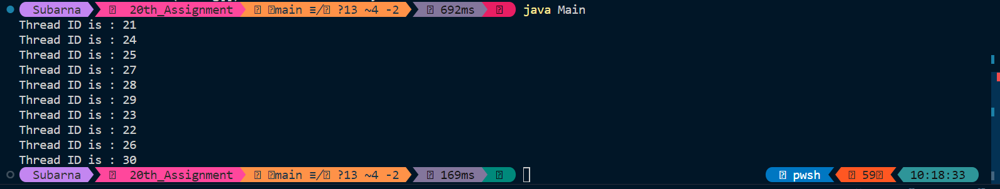 Subarna 20th_Assignment main ≡/ ?13 ~4 -2 692ms java Main
Thread ID is : 21
Thread ID is : 24
Thread ID is : 25
Thread ID is : 27
Thread ID is : 28
Thread ID is : 29
Thread ID is : 23
Thread ID is : 22
Thread ID is : 26
Thread ID is : 30
Subarna 20th_Assignment main ≡/ ?13 ~4 -2 169ms pwsh 59 10:18:33